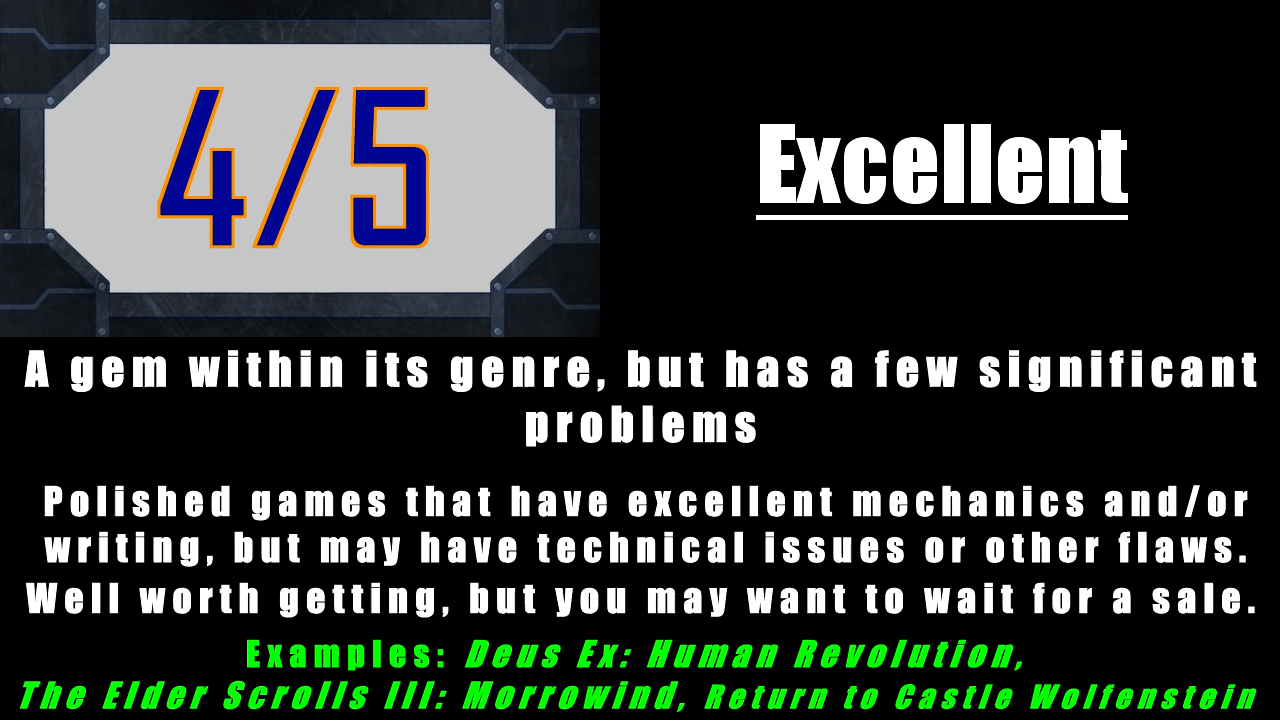 4/5
Excellent
A gem within its genre, but has a few significant
problems
Polished games that have excellent mechanics and/or
writing, but may have technical issues or other flaws.
Well worth getting, but you may want to wait for a sale.
Examples: Deus Ex: Human Revolution,
The Elder Scrolls III: Morrowind, Return to Castle Wolfenstein